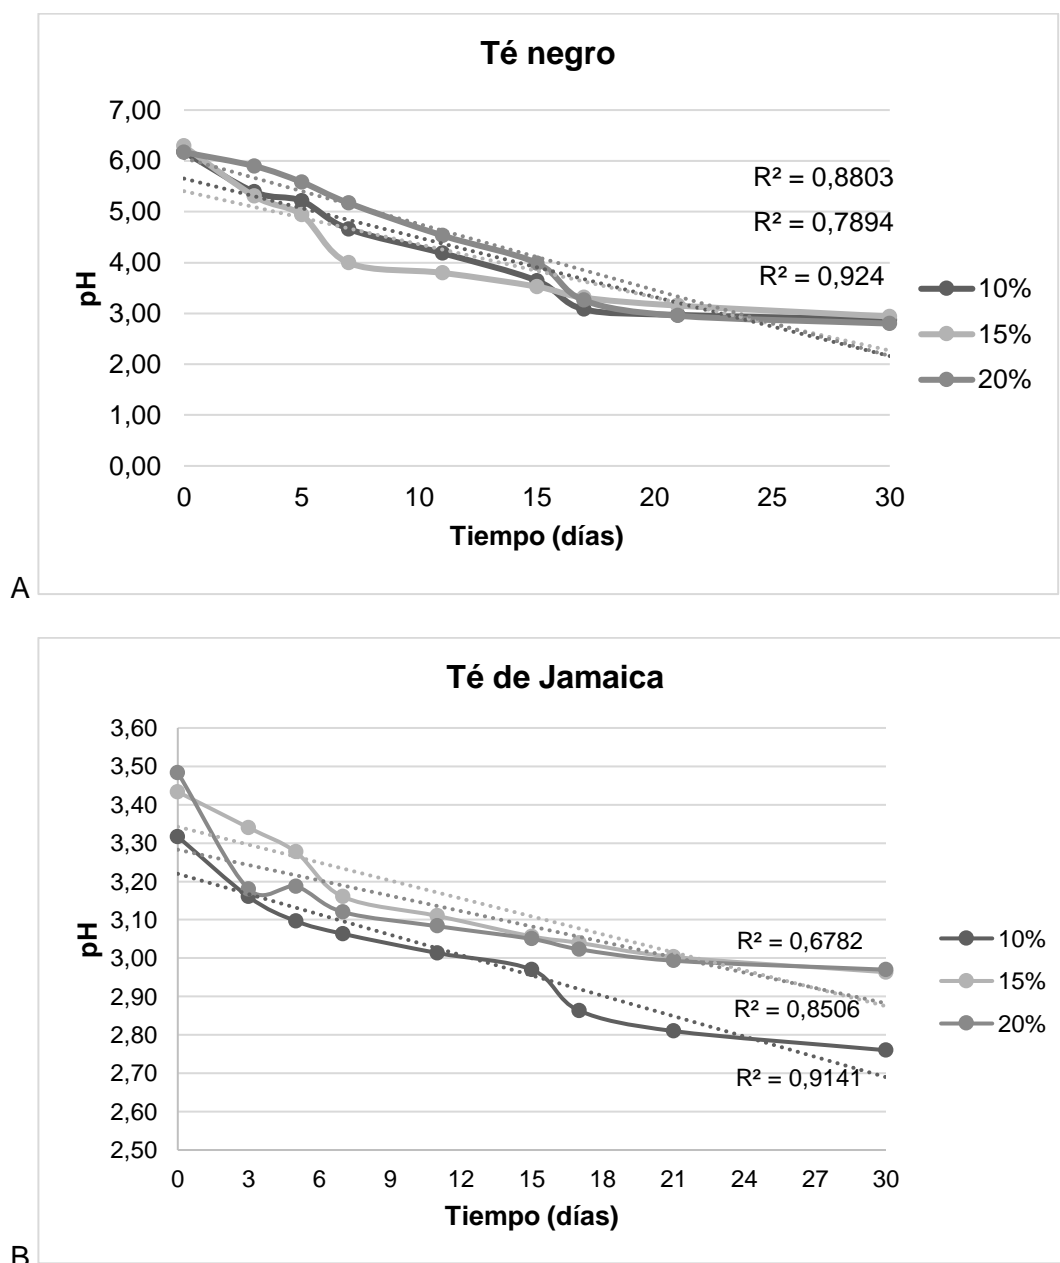 Té negro
7,00
6,00
5,00
4,00
3,00
2,00
1,00
0,00
pH
R² = 0,8803
R² = 0,7894
R² = 0,924
10%
15%
20%
0 5 10 15 20 25 30
Tiempo (días)
A
Té de Jamaica
3,60
3,50
3,40
3,30
3,20
3,10
3,00
2,90
2,80
2,70
2,60
2,50
pH
R² = 0,6782
R² = 0,8506
R² = 0,9141
10%
15%
20%
0 3 6 9 12 15 18 21 24 27 30
Tiempo (días)
B